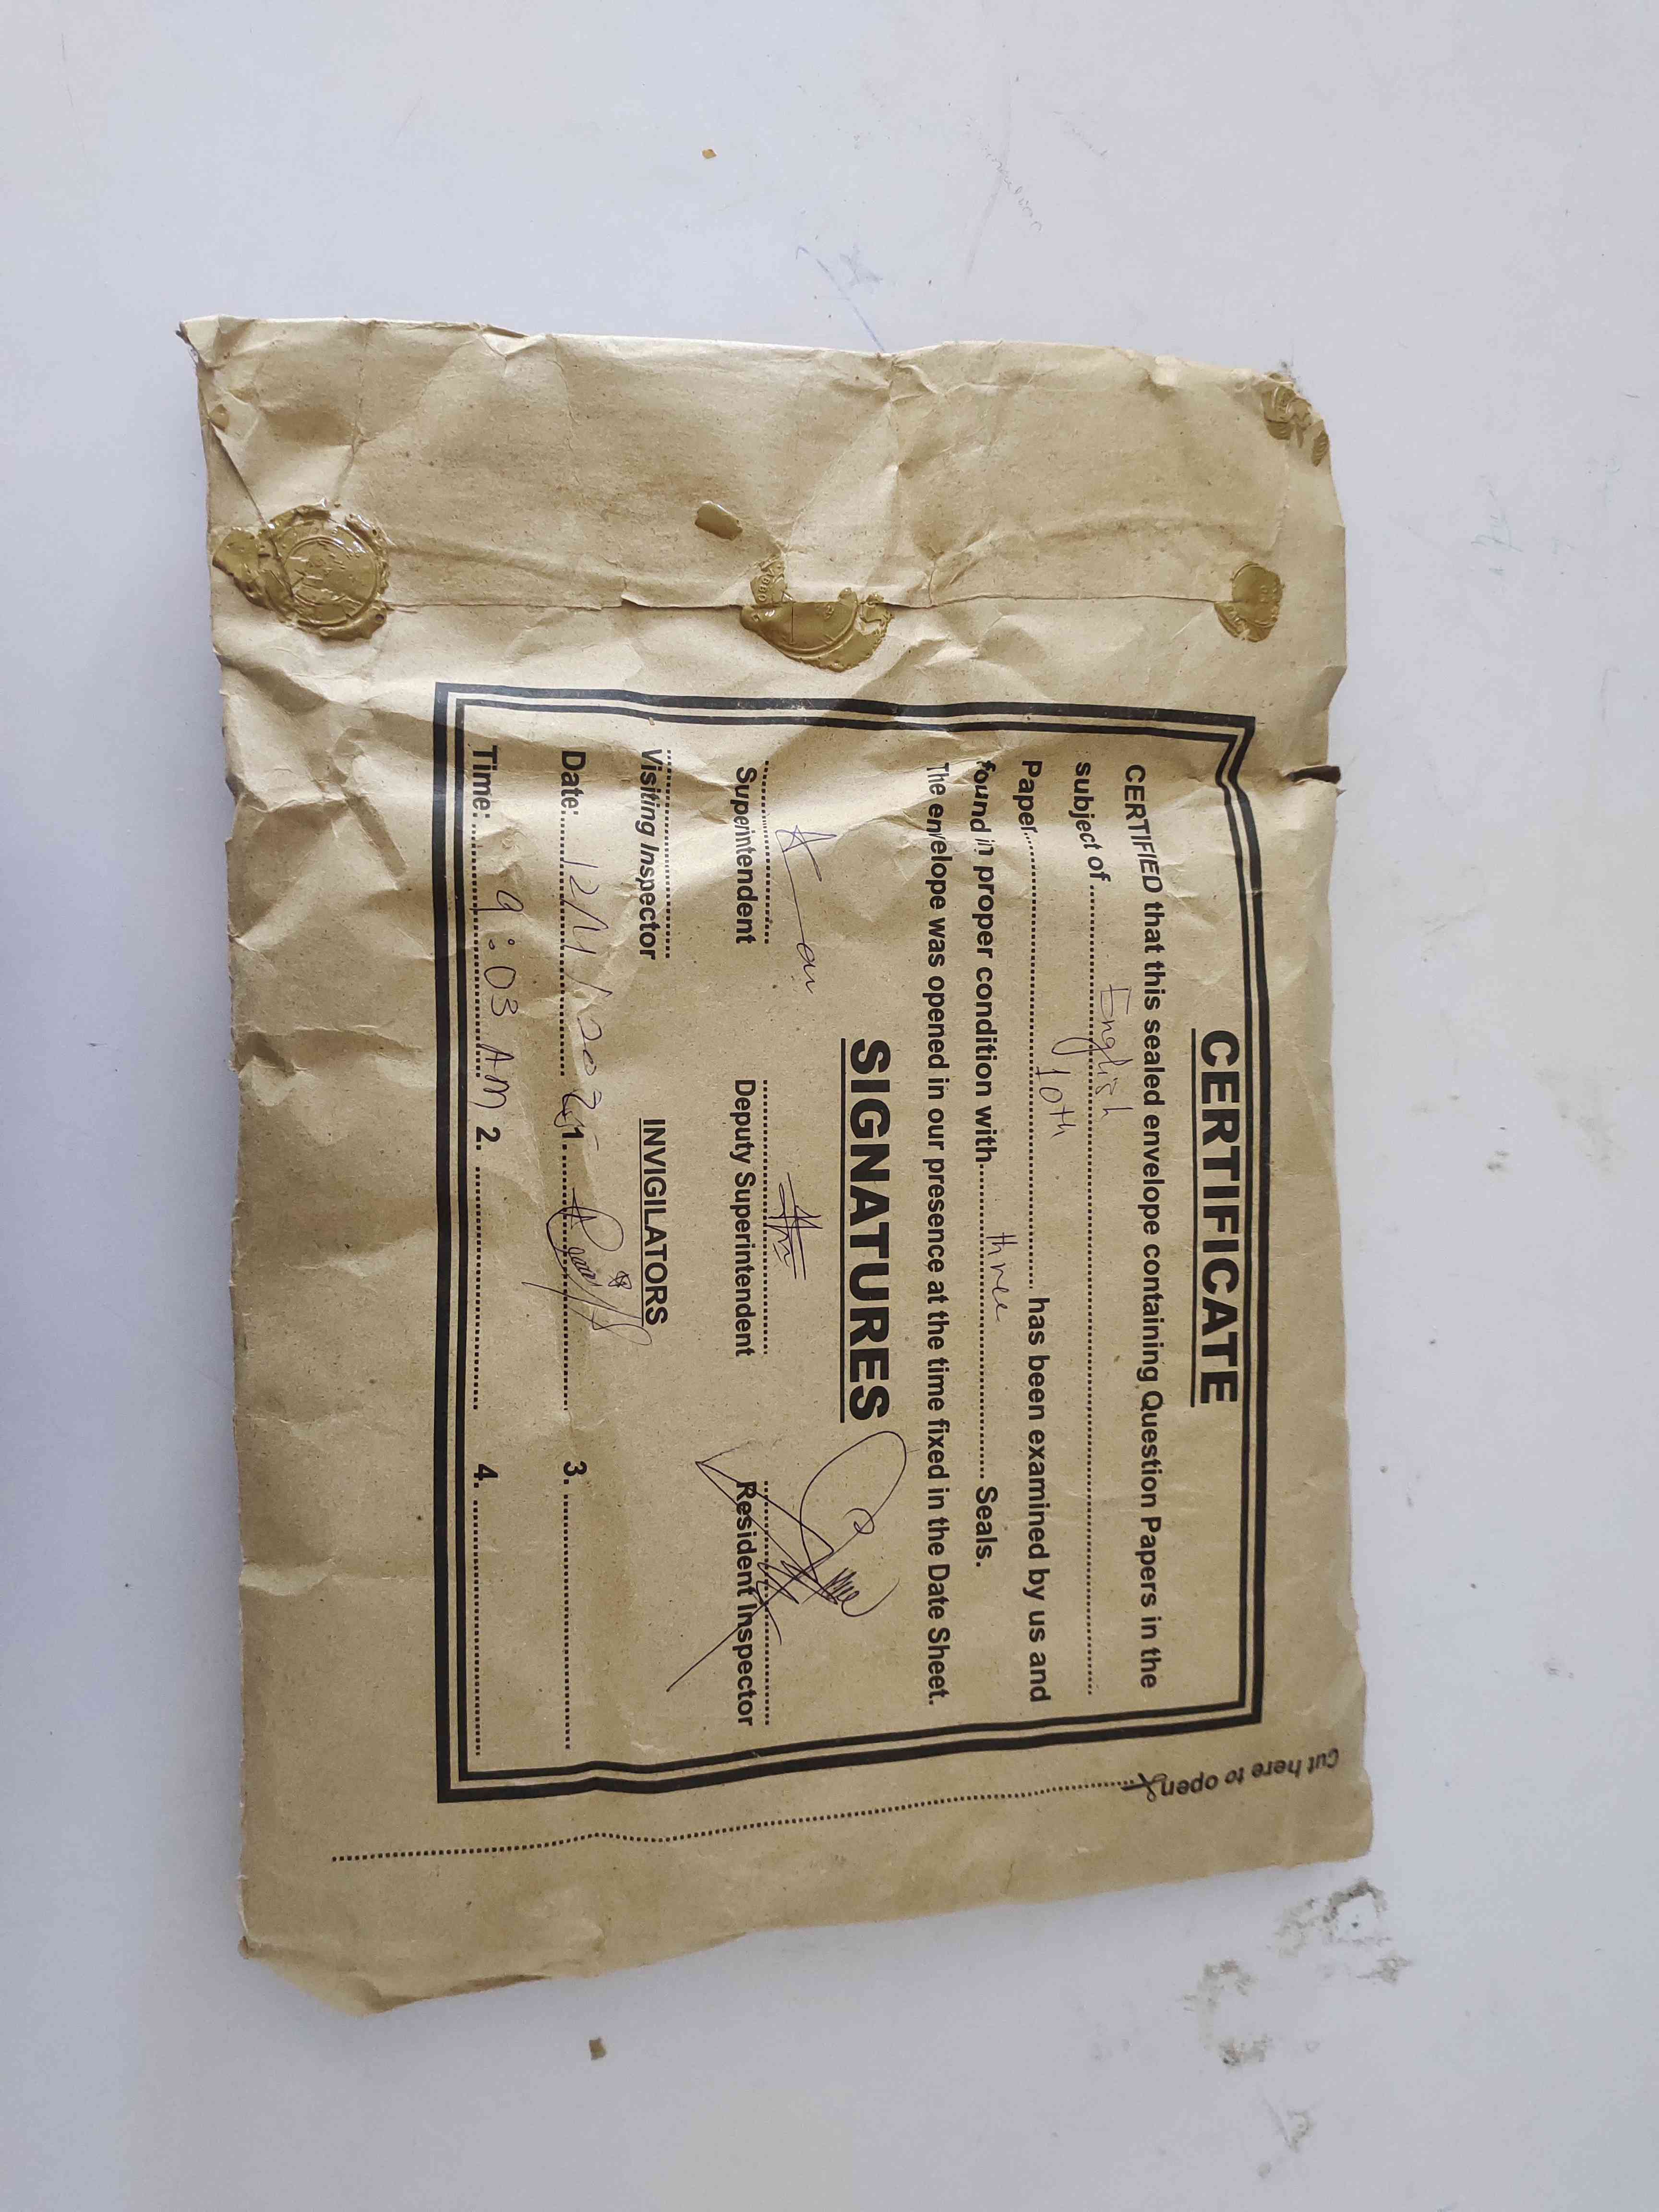 CERTIFICATE
CERTIFIED that this sealed envelope containing Question Papers in the
subject of ........ English ........
Paper ........ 10th ........ has been examined by us and
found in proper condition with ........ three ........ Seals.
The envelope was opened in our presence at the time fixed in the Date Sheet.
SIGNATURES
Superintendent Deputy Superintendent Resident Inspector
Visiting Inspector INVIGILATORS
Date: 12/11/2025 1. ........ 3. ........
Time: 9:03 AM 2. ........ 4. ........
Cut here to open